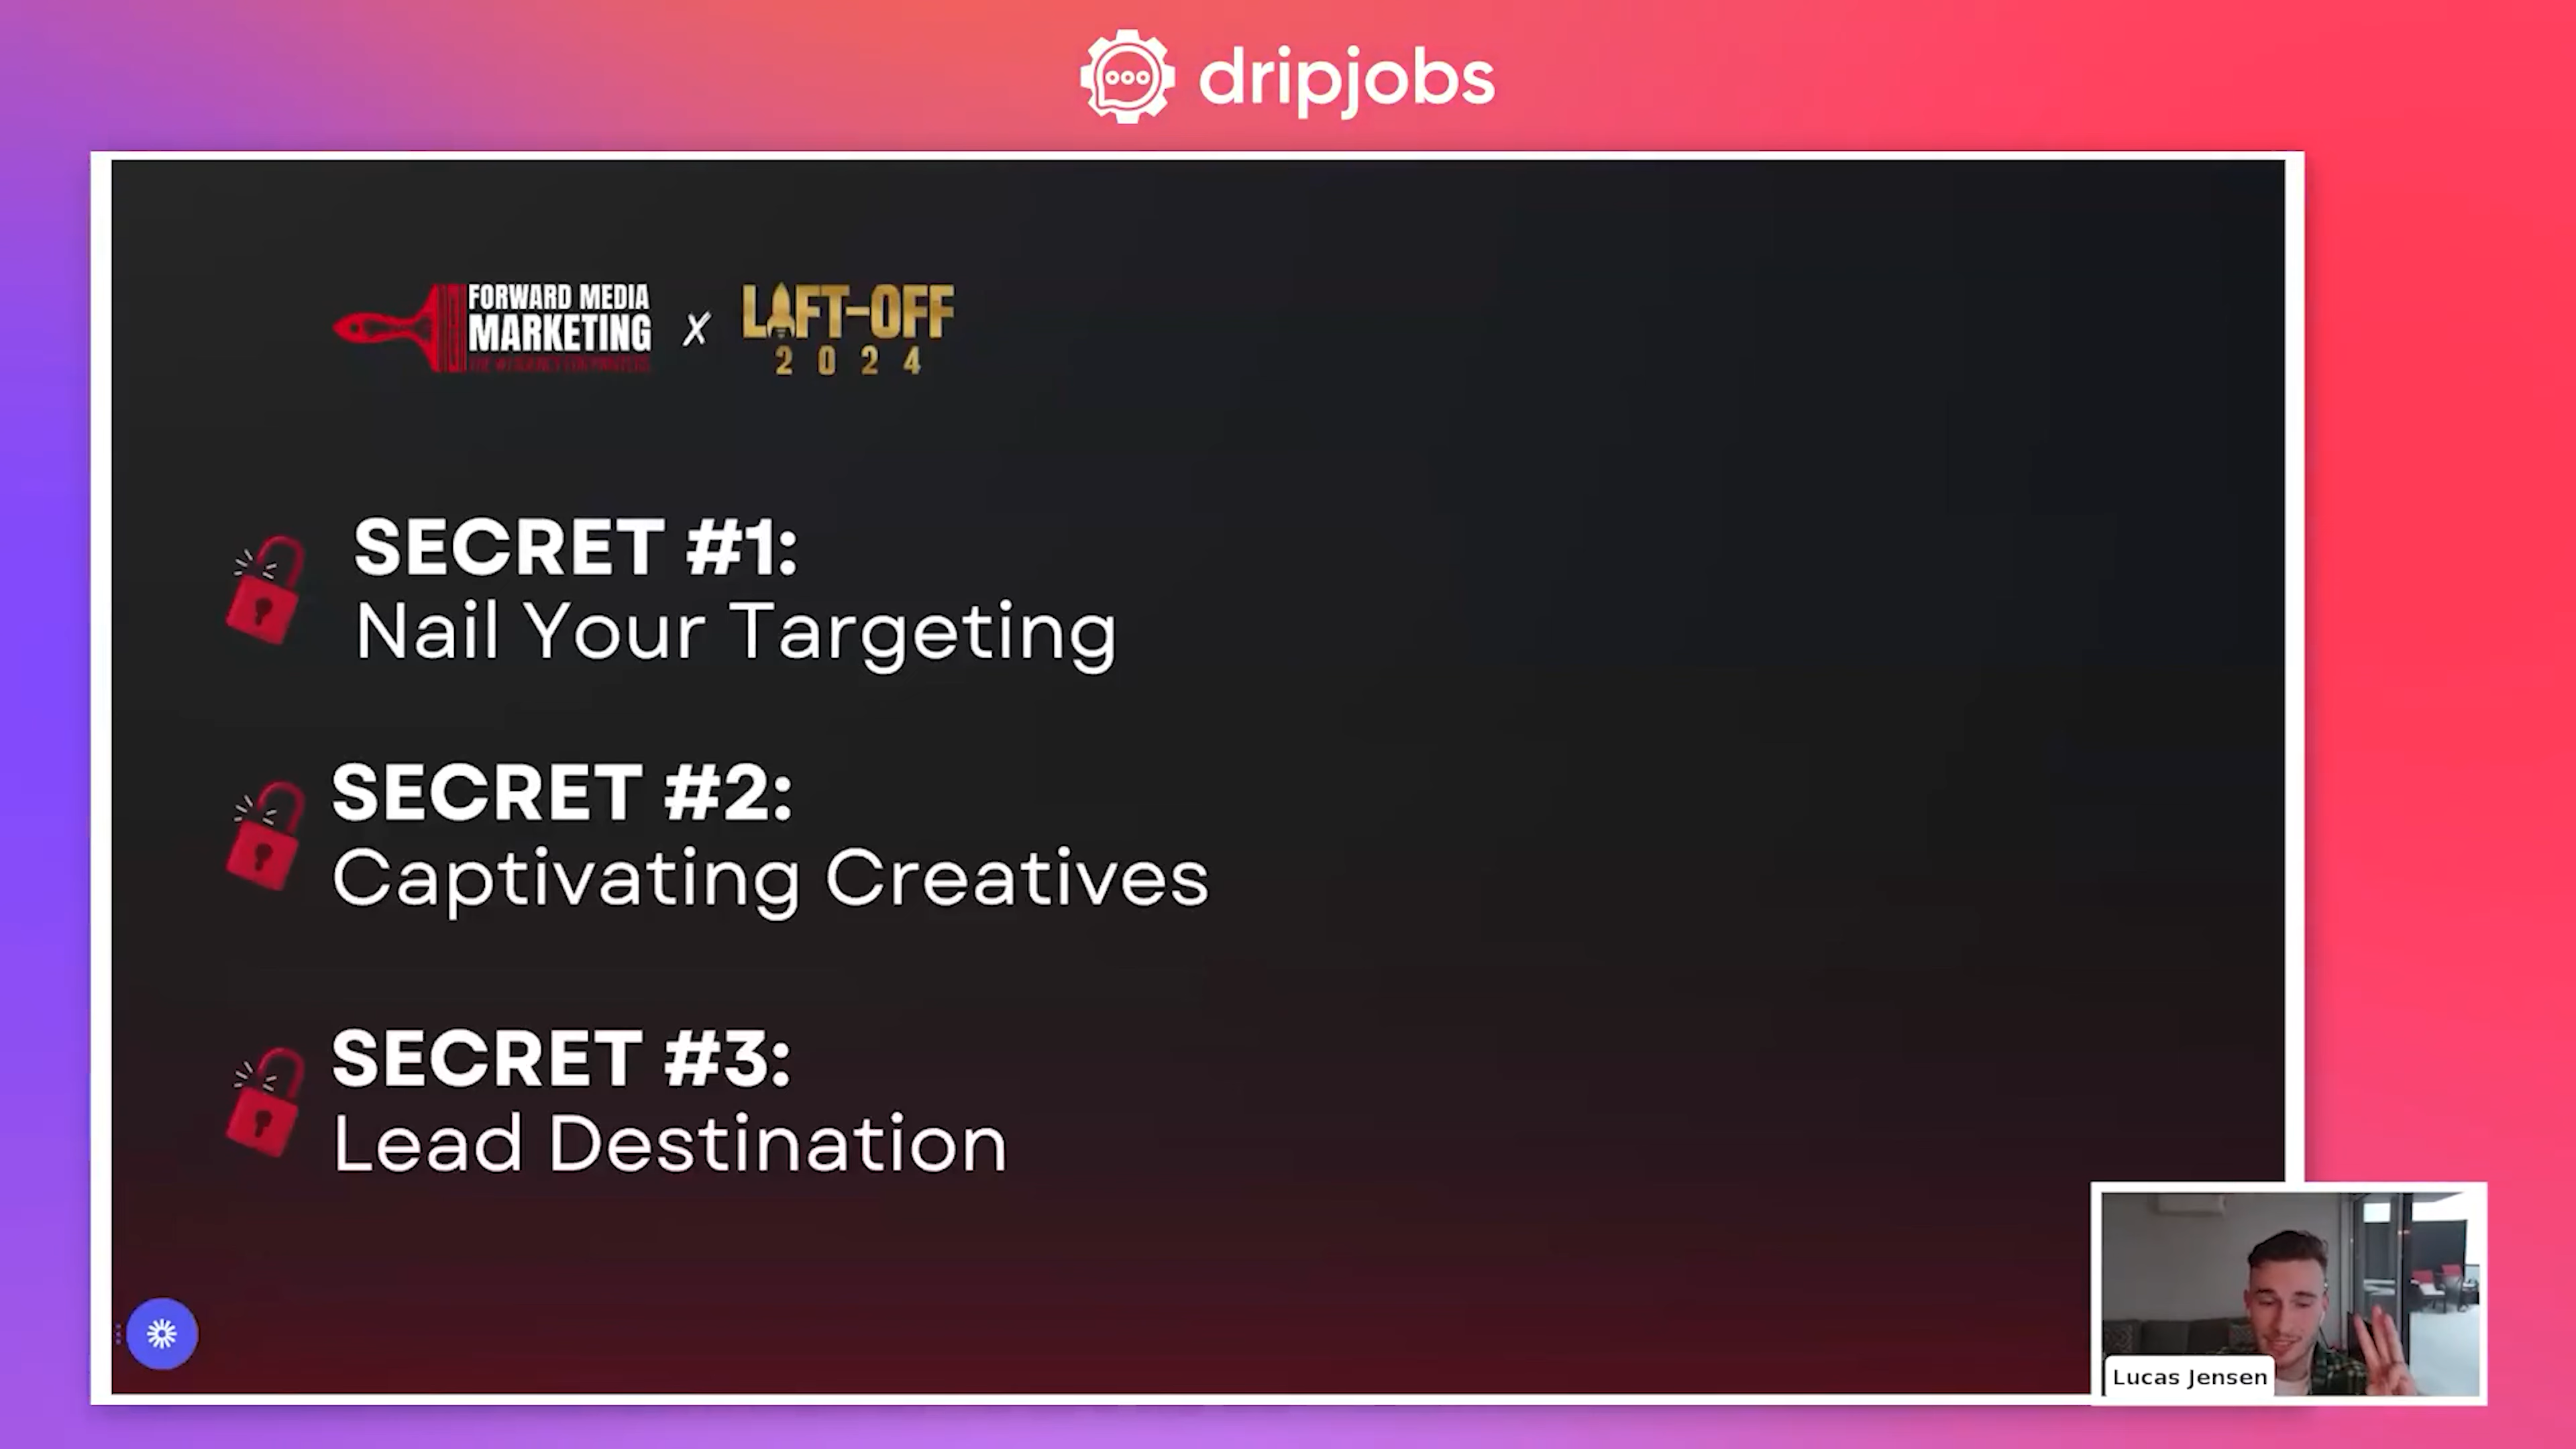 dripjobs
FORWARD MEDIA
MARKETING
X
LIFT-OFF
2024
SECRET #1:
Nail Your Targeting
SECRET #2:
Captivating Creatives
SECRET #3:
Lead Destination
Lucas Jensen